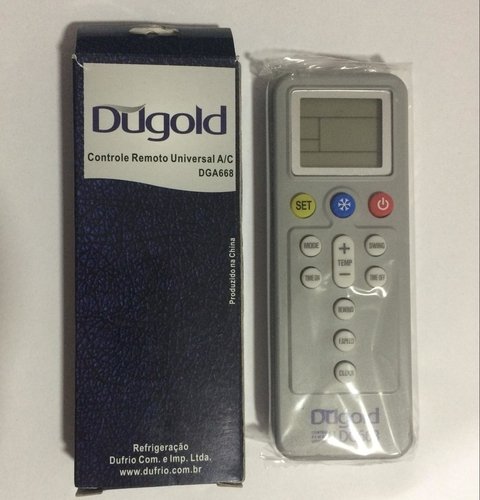 Dugold
Controle Remoto Universal A/C
DGA668
Produzido na China
Refrigeração
Dufrio Com. e Imp. Ltda.
www.dufrio.com.br
SET
MODE
+
TEMP
−
SWING
TIME ON
TIME OFF
CLOCK
Dugold